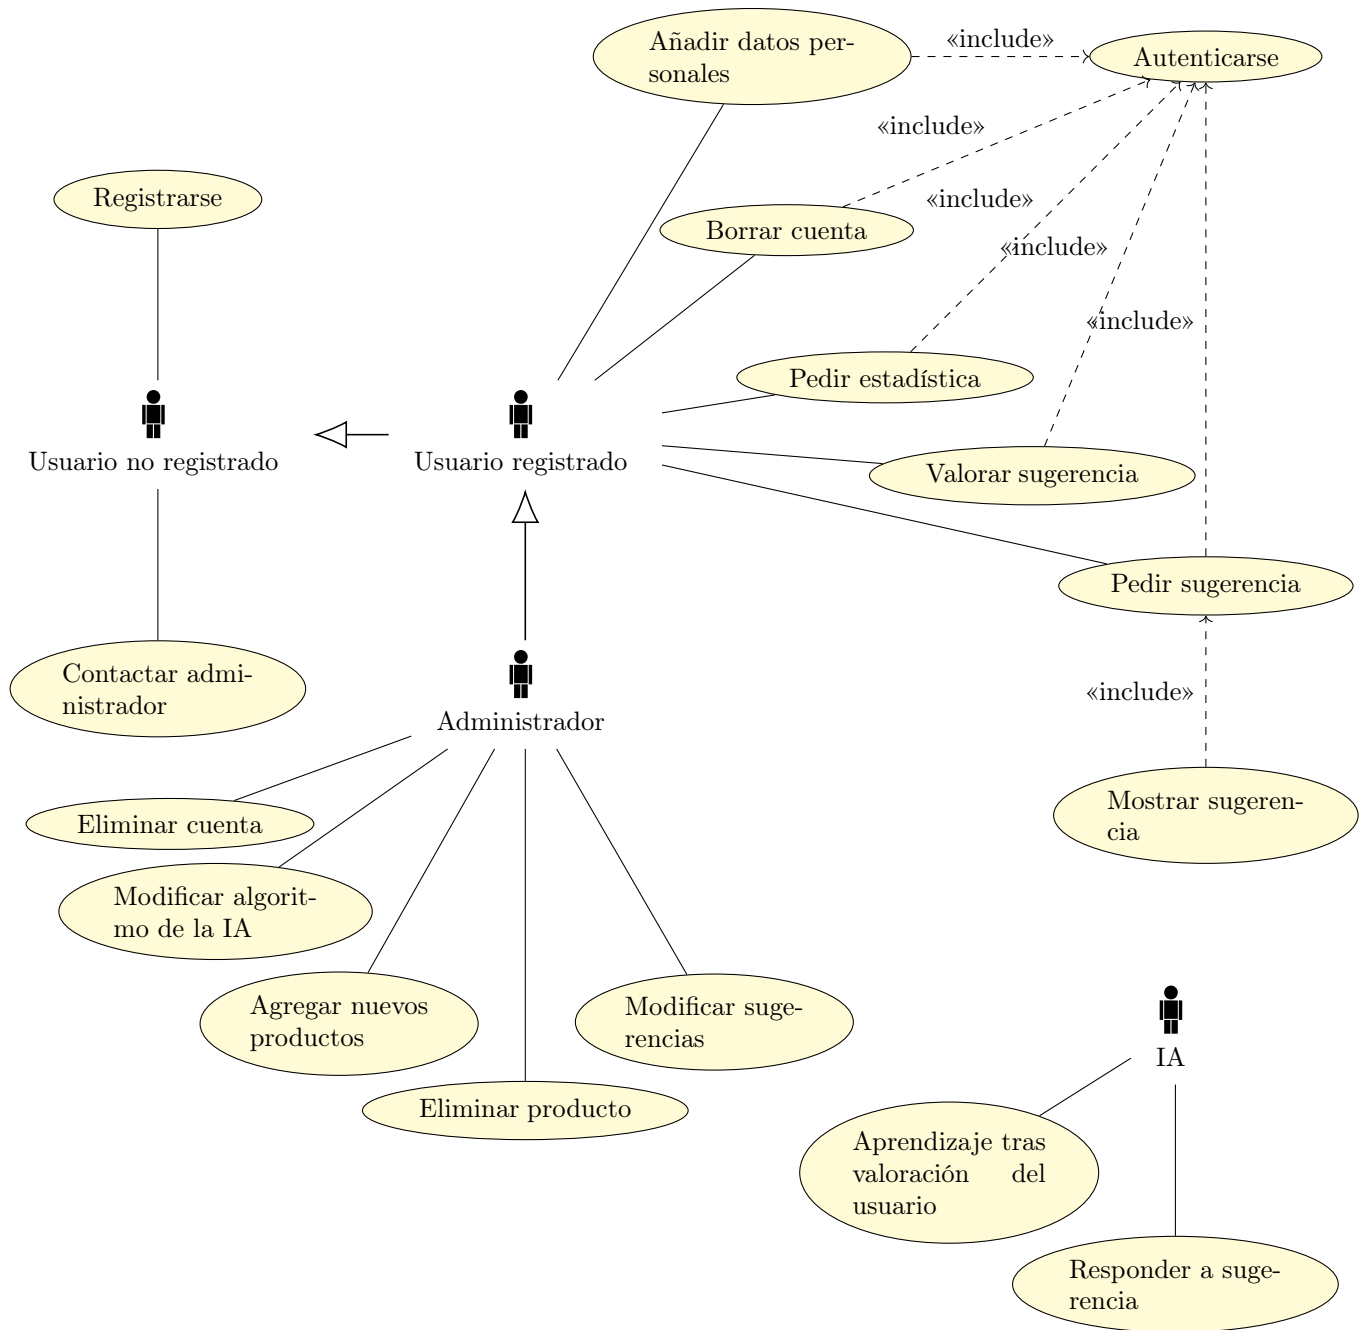 Añadir datos per-
sonales
«include»
Autenticarse
«include»
Registrarse
«include»
Borrar cuenta
«include»
«include»
Pedir estadística
Usuario no registrado
Usuario registrado
Valorar sugerencia
Pedir sugerencia
Contactar admi-
nistrador
«include»
Administrador
Mostrar sugeren-
cia
Eliminar cuenta
Modificar algorit-
mo de la IA
Agregar nuevos
productos
Modificar suge-
rencias
IA
Eliminar producto
Aprendizaje tras
valoración del
usuario
Responder a suge-
rencia